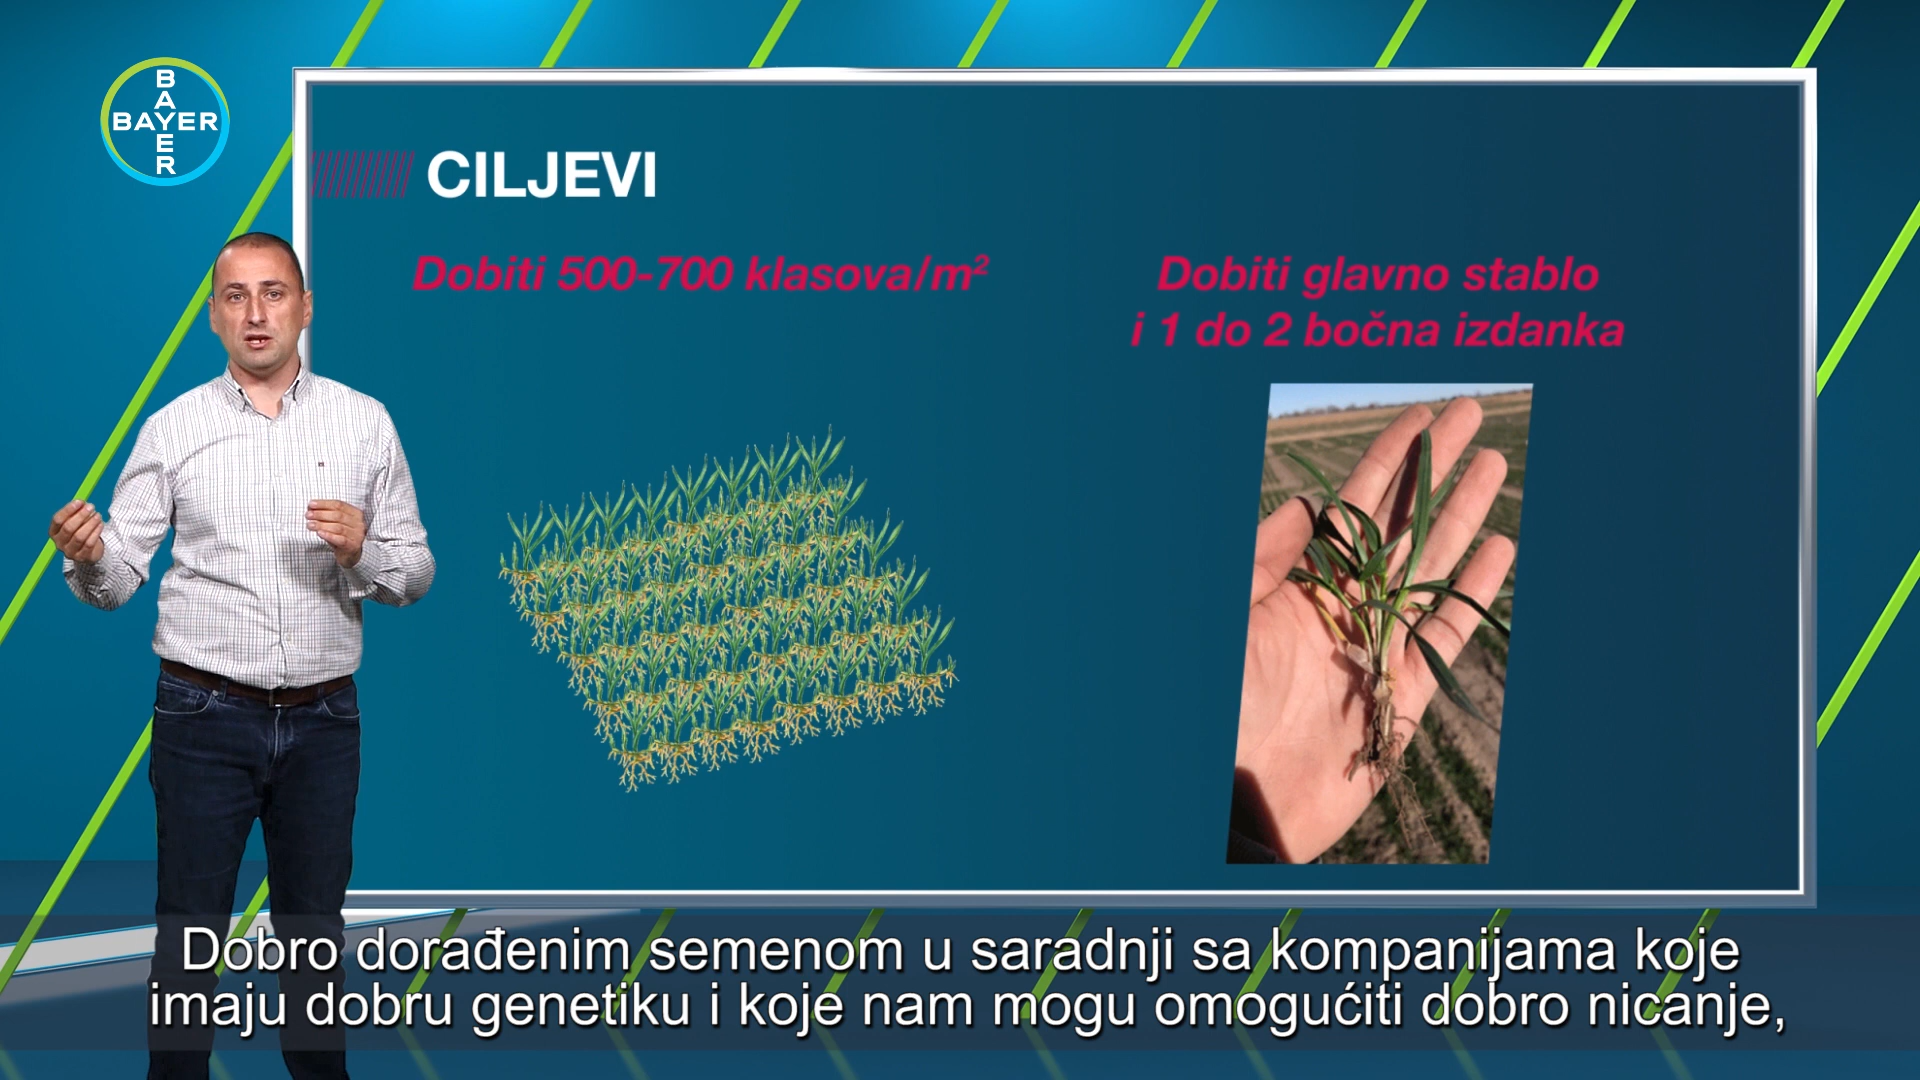 BAYER
BAYER
CILJEVI
Dobiti 500-700 klasova/m²
Dobiti glavno stablo
i 1 do 2 bočna izdanka
Dobro dorađenim semenom u saradnji sa kompanijama koje
imaju dobru genetiku i koje nam mogu omogućiti dobro nicanje,